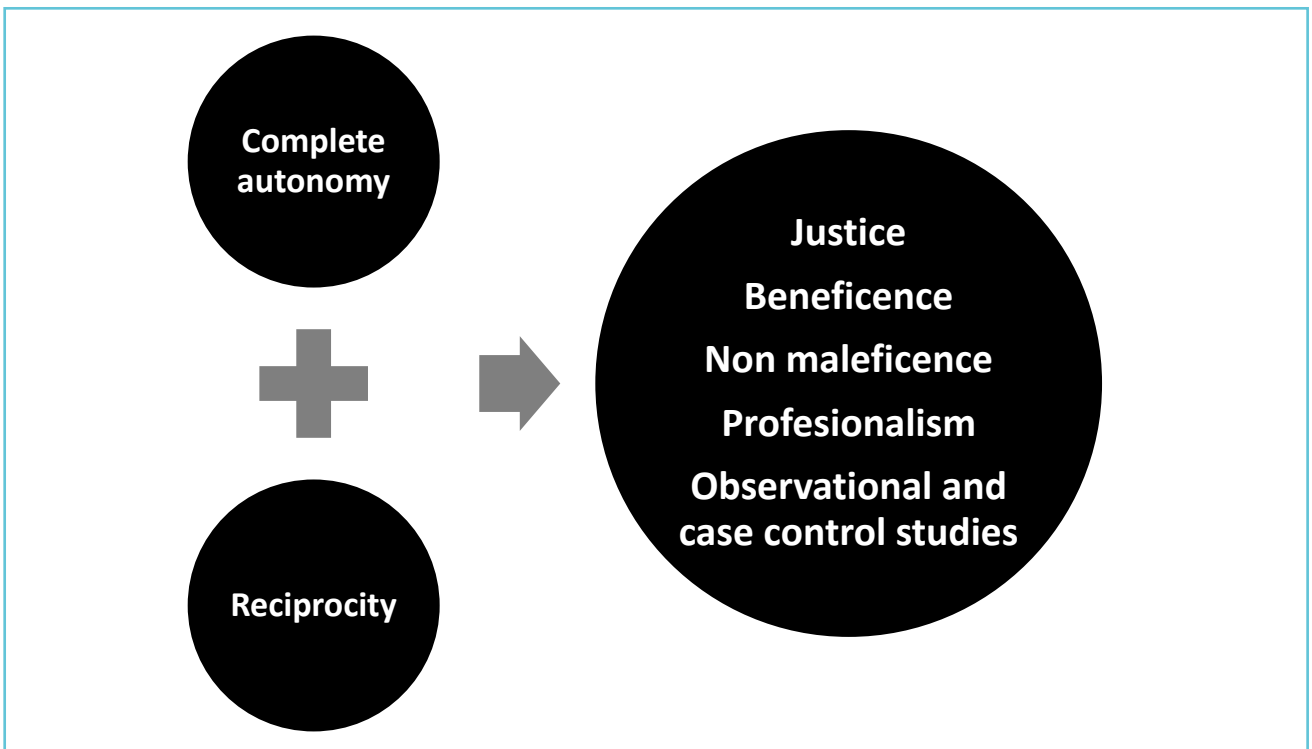 Complete
autonomy
Reciprocity
Justice
Beneficence
Non maleficence
Profesionalism
Observational and
case control studies